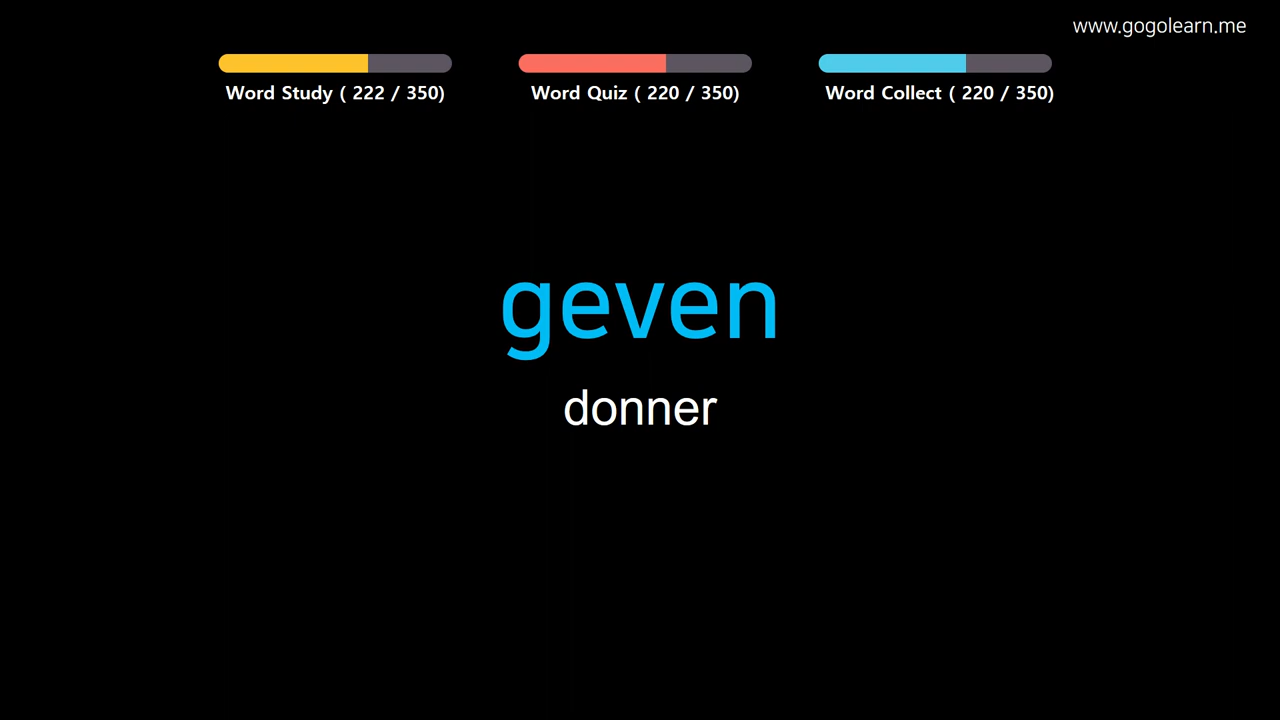 www.gogolearn.me
Word Study ( 222 / 350)
Word Quiz ( 220 / 350)
Word Collect ( 220 / 350)
geven
donner